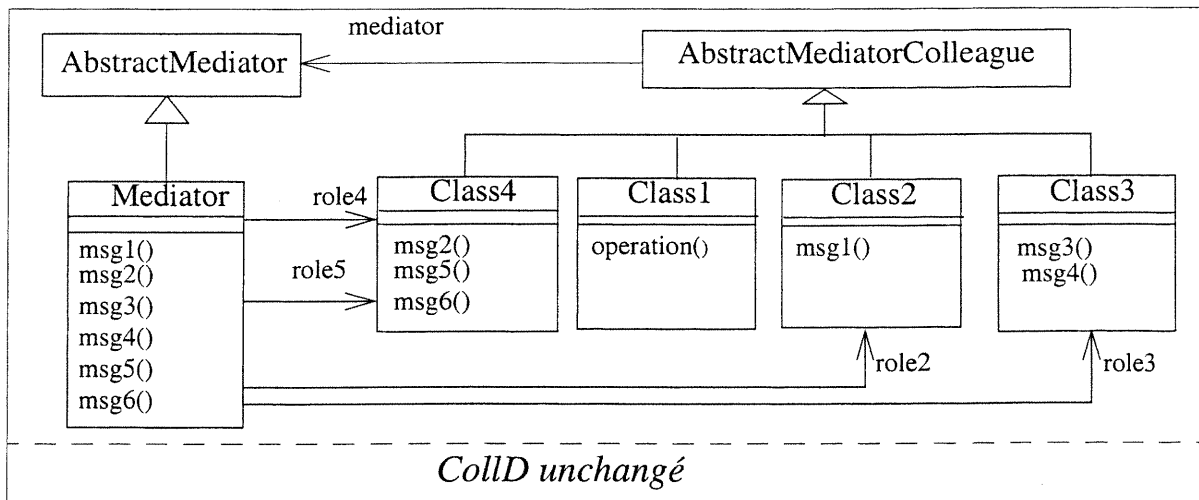 mediator
AbstractMediator
AbstractMediatorColleague
Mediator
msg1()
msg2()
msg3()
msg4()
msg5()
msg6()
role4
role5
Class4
msg2()
msg5()
msg6()
Class1
operation()
Class2
msg1()
Class3
msg3()
msg4()
role2
role3
CollD unchangé